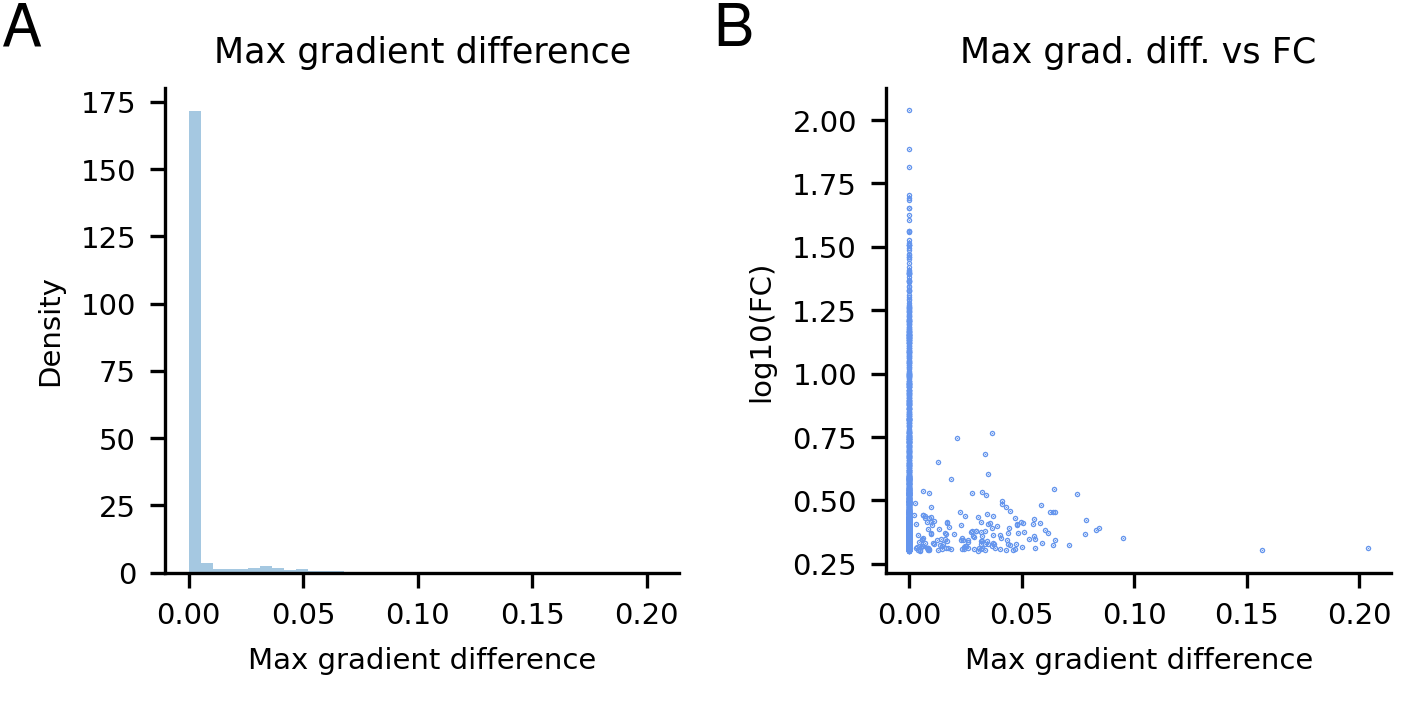 A
Max gradient difference
175
150
125
100
75
50
25
0
Density
0.00 0.05 0.10 0.15 0.20
Max gradient difference
B
Max grad. diff. vs FC
2.00
1.75
1.50
1.25
1.00
0.75
0.50
0.25
log10(FC)
0.00 0.05 0.10 0.15 0.20
Max gradient difference